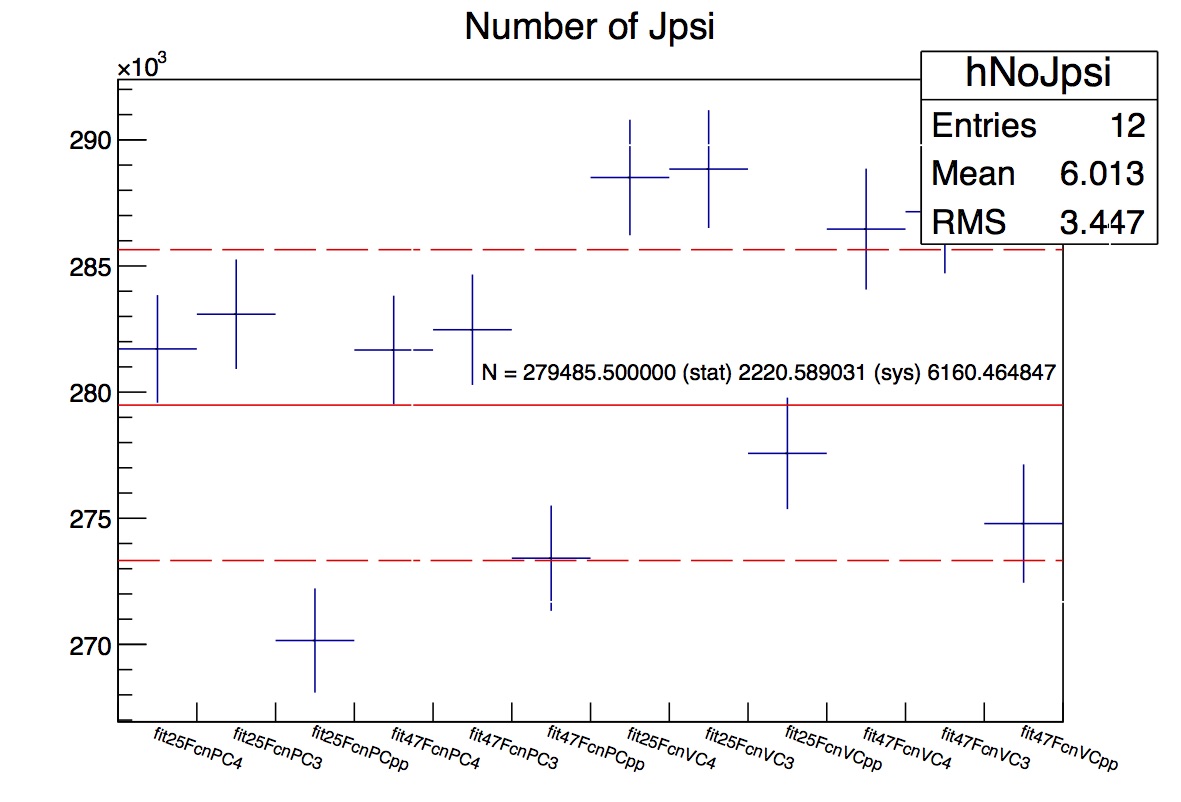 Number of Jpsi
×10³
hNoJpsi
Entries 12
Mean 6.013
RMS 3.447
290
285
280
275
270
N = 279485.500000 (stat) 2220.589031 (sys) 6160.464847
fit25FcnPC4
fit25FcnPC3
fit25FcnPCpp
fit47FcnPC4
fit47FcnPC3
fit47FcnPCpp
fit25FcnVC4
fit25FcnVC3
fit25FcnVCpp
fit47FcnVC4
fit47FcnVC3
fit47FcnVCpp